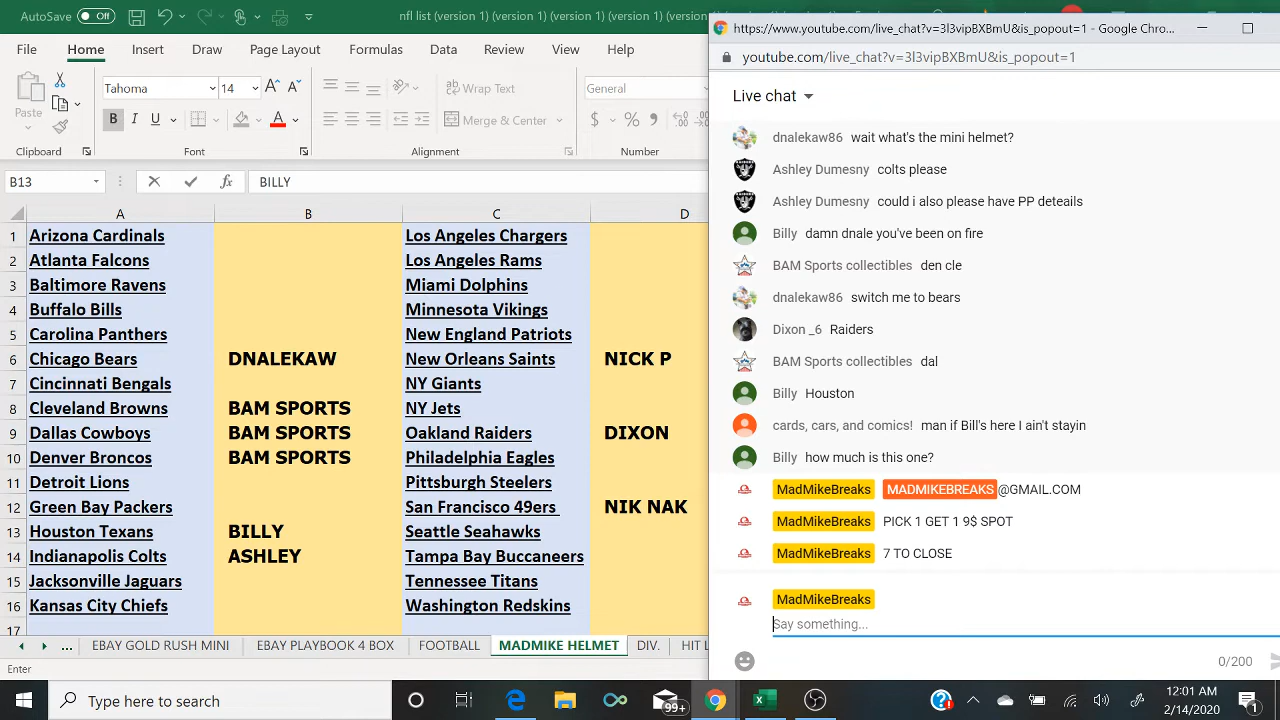 AutoSave Off nfl list (version 1) (version 1) (version 1) (version 1) (version 1)
File Home Insert Draw Page Layout Formulas Data Review View Help
Paste
Tahoma 14
B I U
Wrap Text
Merge & Center
General
$ %
Clipboard Font Alignment Number
B13 BILLY
A B C D
1 Arizona Cardinals Los Angeles Chargers
2 Atlanta Falcons Los Angeles Rams
3 Baltimore Ravens Miami Dolphins
4 Buffalo Bills Minnesota Vikings
5 Carolina Panthers New England Patriots
6 Chicago Bears DNALEKAW New Orleans Saints NICK P
7 Cincinnati Bengals NY Giants
8 Cleveland Browns BAM SPORTS NY Jets
9 Dallas Cowboys BAM SPORTS Oakland Raiders DIXON
10 Denver Broncos BAM SPORTS Philadelphia Eagles
11 Detroit Lions Pittsburgh Steelers
12 Green Bay Packers San Francisco 49ers NIK NAK
13 Houston Texans BILLY Seattle Seahawks
14 Indianapolis Colts ASHLEY Tampa Bay Buccaneers
15 Jacksonville Jaguars Tennessee Titans
16 Kansas City Chiefs Washington Redskins
17
... EBAY GOLD RUSH MINI EBAY PLAYBOOK 4 BOX FOOTBALL MADMIKE HELMET DIV. HIT L
Enter
https://www.youtube.com/live_chat?v=3l3vipBXBmU&is_popout=1 - Google Chro...
youtube.com/live_chat?v=3l3vipBXBmU&is_popout=1
Live chat
dnalekaw86 wait what's the mini helmet?
Ashley Dumesny colts please
Ashley Dumesny could i also please have PP deteails
Billy damn dnale you've been on fire
BAM Sports collectibles den cle
dnalekaw86 switch me to bears
Dixon _6 Raiders
BAM Sports collectibles dal
Billy Houston
cards, cars, and comics! man if Bill's here I ain't stayin
Billy how much is this one?
MadMikeBreaks MADMIKEBREAKS@GMAIL.COM
MadMikeBreaks PICK 1 GET 1 9$ SPOT
MadMikeBreaks 7 TO CLOSE
MadMikeBreaks
Say something...
0/200
Type here to search
99+
12:01 AM
2/14/2020
1